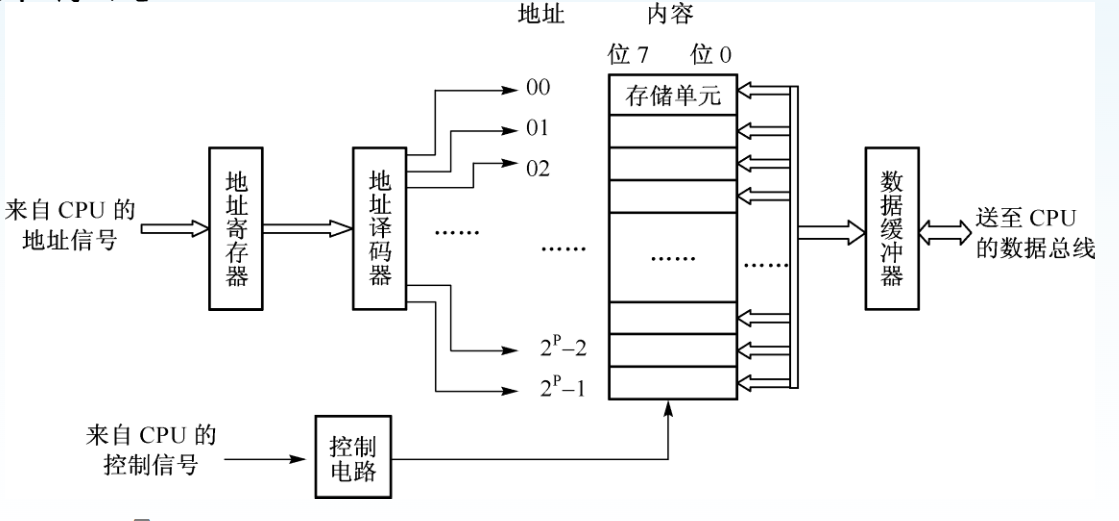 地址 内容
位 7 位 0
00 存储单元
01
02
地址寄存器
地址译码器
数据缓冲器
来自 CPU 的
地址信号
送至 CPU
的数据总线
…… …… …… ……
2ᴾ–2
2ᴾ–1
来自 CPU 的
控制信号
控制
电路